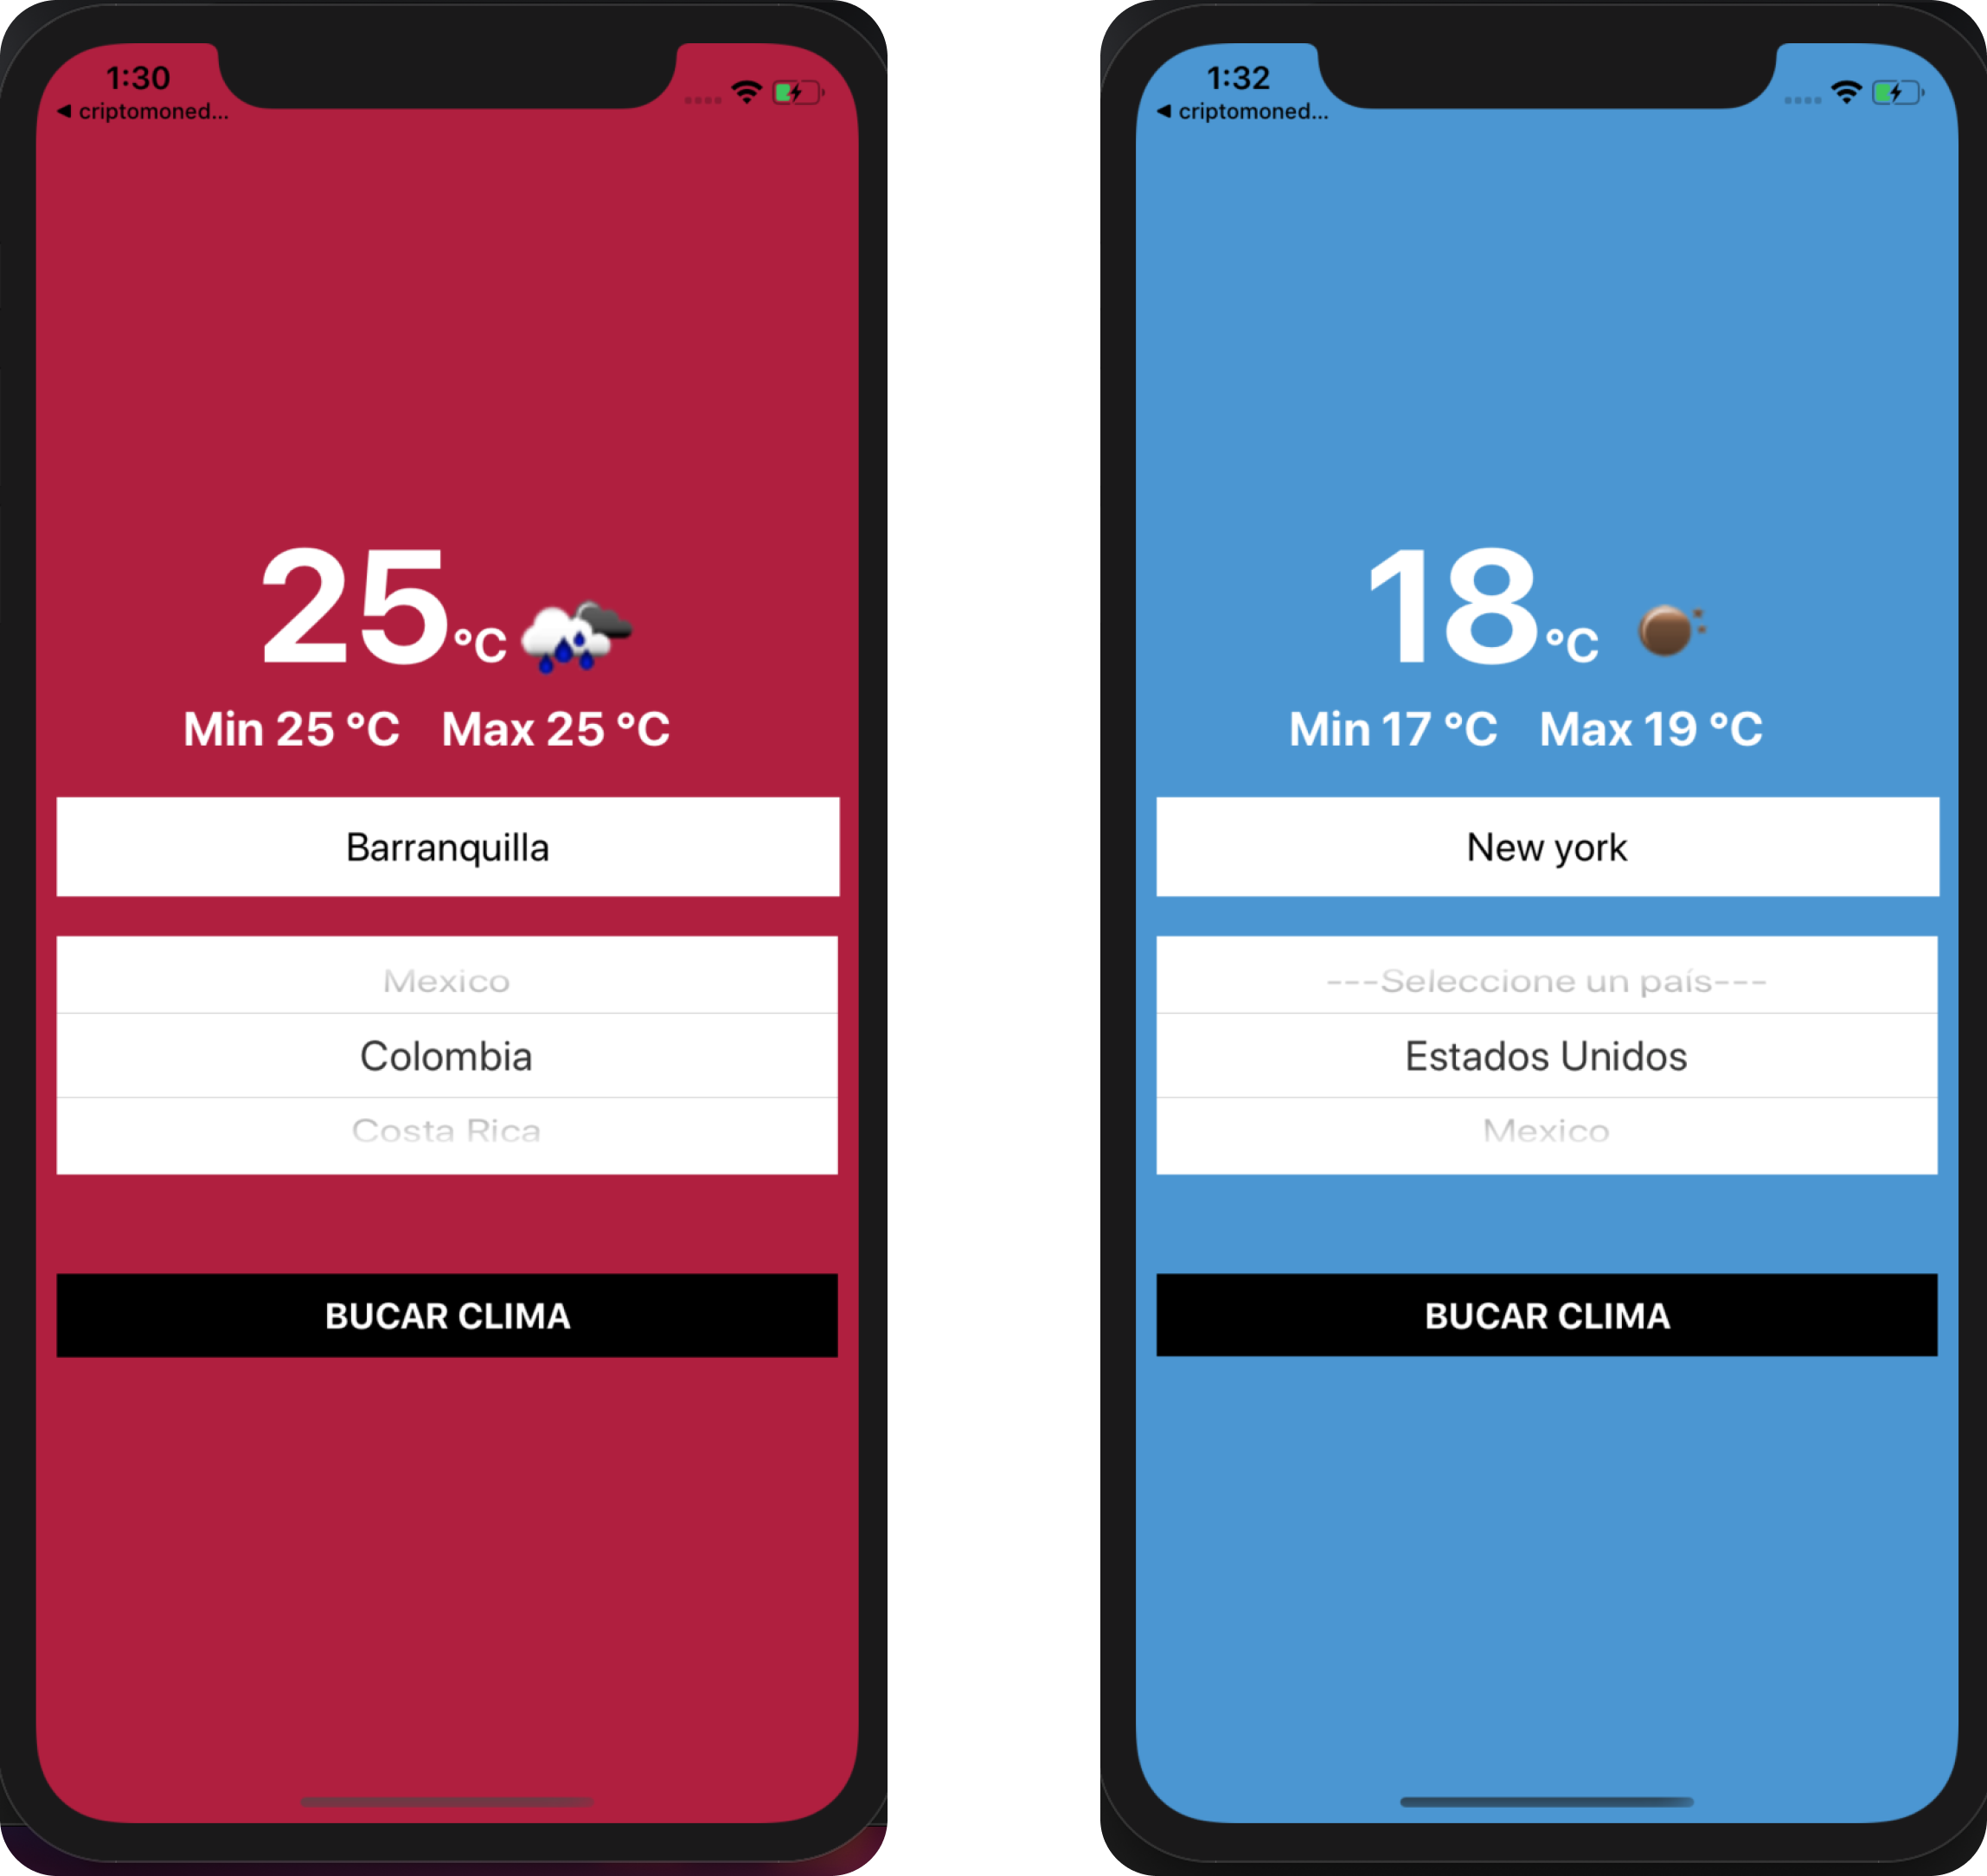 1:30
◀ criptomoned...
25°C
Min 25 °C Max 25 °C
Barranquilla
Mexico
Colombia
Costa Rica
BUCAR CLIMA
1:32
◀ criptomoned...
18°C
Min 17 °C Max 19 °C
New york
---Seleccione un país---
Estados Unidos
Mexico
BUCAR CLIMA